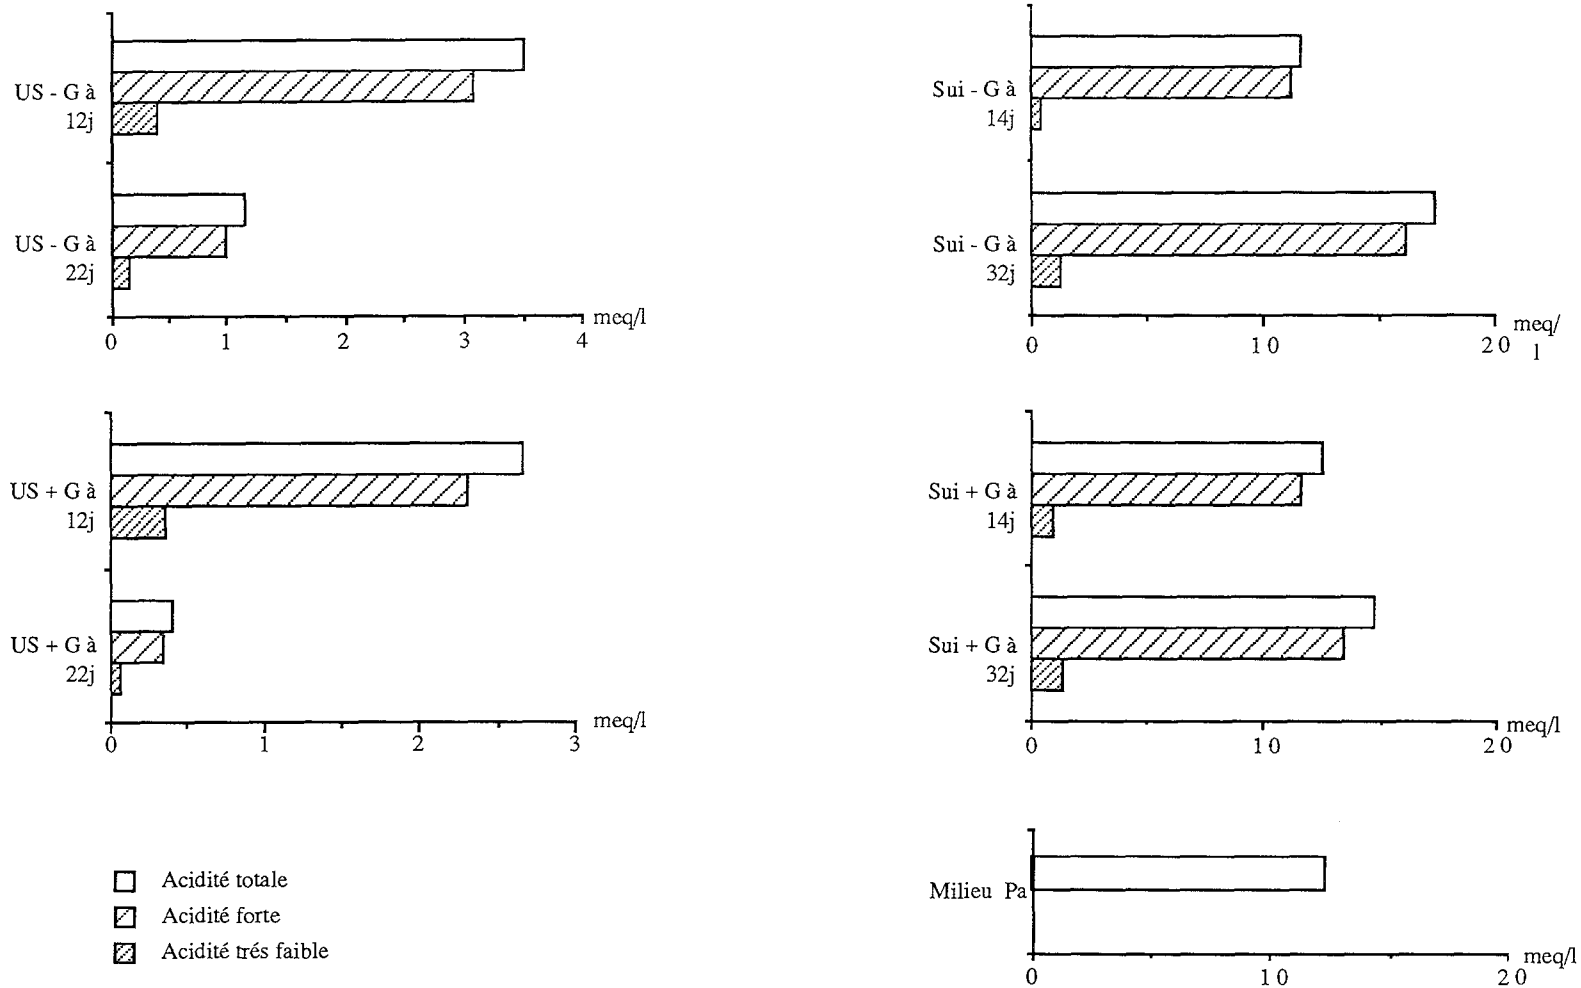 US - G à
12j
US - G à
22j
0 1 2 3 4 meq/l
US + G à
12j
US + G à
22j
0 1 2 3 meq/l
Acidité totale
Acidité forte
Acidité trés faible
Sui - G à
14j
Sui - G à
32j
0 10 20 meq/
l
Sui + G à
14j
Sui + G à
32j
0 10 20 meq/l
Milieu Pa
0 10 20 meq/l